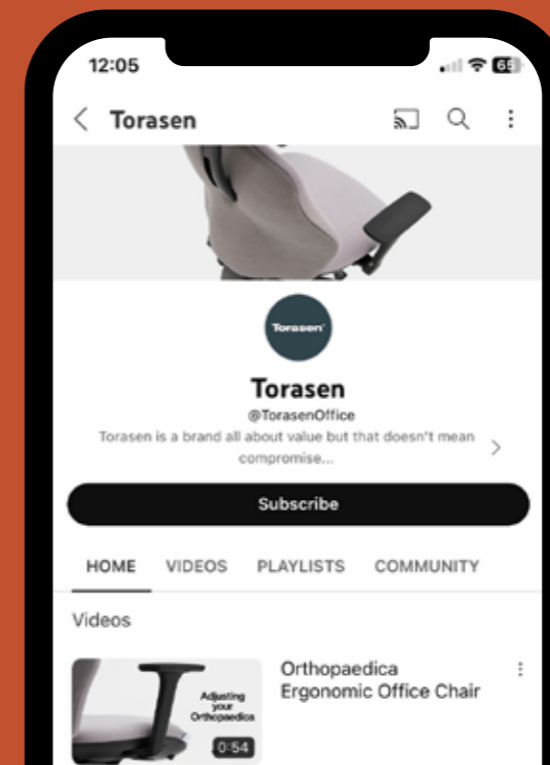 12:05
65
Torasen
Torasen
Torasen
@TorasenOffice
Torasen is a brand all about value but that doesn't mean
compromise...
Subscribe
HOME VIDEOS PLAYLISTS COMMUNITY
Videos
Adjusting
your
Orthopaedica
0:54
Orthopaedica
Ergonomic Office Chair